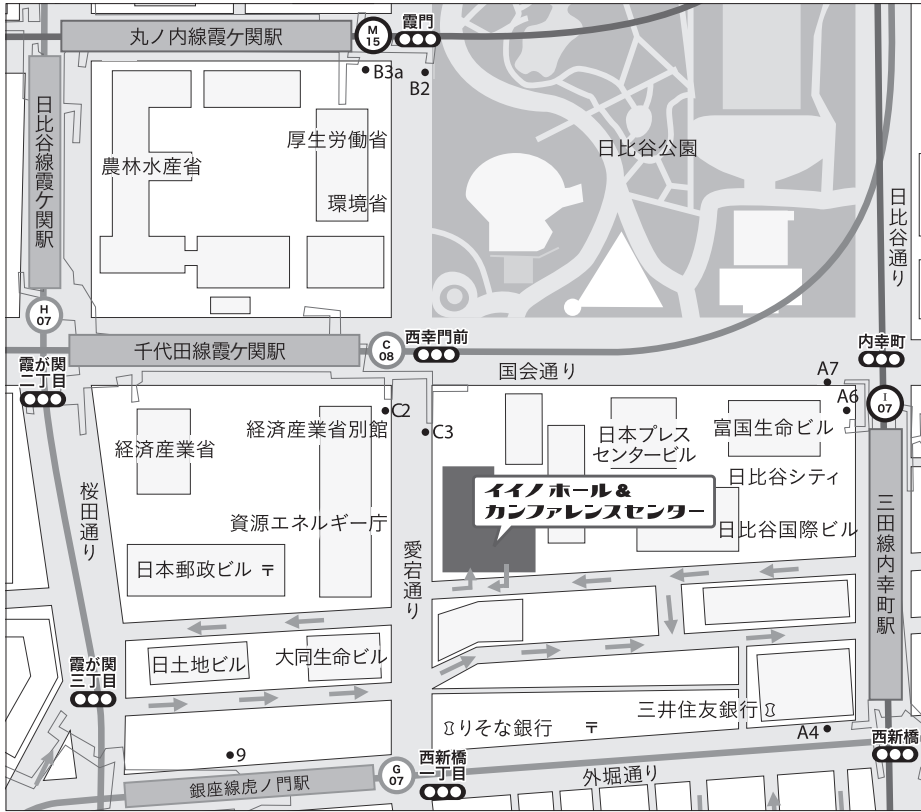 丸ノ内線霞ケ関駅
M
15
霞門
B3a
B2
日比谷線霞ケ関駅
厚生労働省
農林水産省
環境省
日比谷公園
日比谷通り
H
07
千代田線霞ケ関駅
C
08
西幸門前
国会通り
内幸町
霞が関
二丁目
A7
A6
I
07
C2
C3
経済産業省別館
経済産業省
日本プレス
センタービル
富国生命ビル
日比谷シティ
イイノホール&
カンファレンスセンター
日比谷国際ビル
桜田通り
資源エネルギー庁
愛宕通り
三田線内幸町駅
日本郵政ビル 〒
日土地ビル
大同生命ビル
霞が関
三丁目
りそな銀行
〒
三井住友銀行
A4
9
西新橋
銀座線虎ノ門駅
G
07
西新橋
一丁目
外堀通り